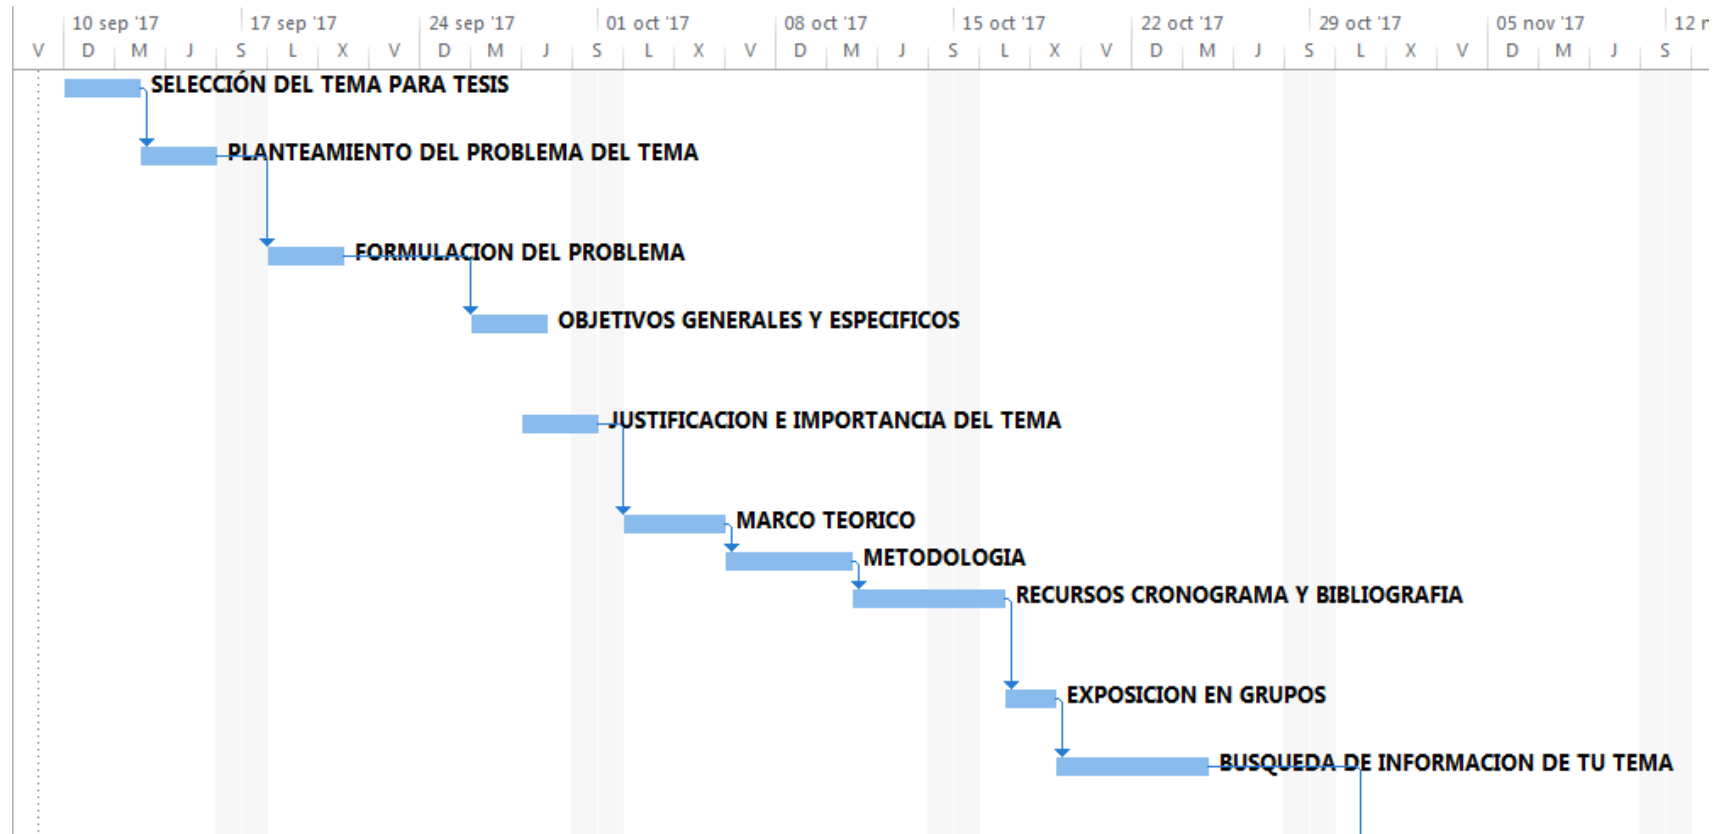 10 sep '17 17 sep '17 24 sep '17 01 oct '17 08 oct '17 15 oct '17 22 oct '17 29 oct '17 05 nov '17 12
V D M J S L X V D M J S L X V D M J S L X V D M J S L X V D M J S
SELECCIÓN DEL TEMA PARA TESIS
PLANTEAMIENTO DEL PROBLEMA DEL TEMA
FORMULACION DEL PROBLEMA
OBJETIVOS GENERALES Y ESPECIFICOS
JUSTIFICACION E IMPORTANCIA DEL TEMA
MARCO TEORICO
METODOLOGIA
RECURSOS CRONOGRAMA Y BIBLIOGRAFIA
EXPOSICION EN GRUPOS
BUSQUEDA DE INFORMACION DE TU TEMA